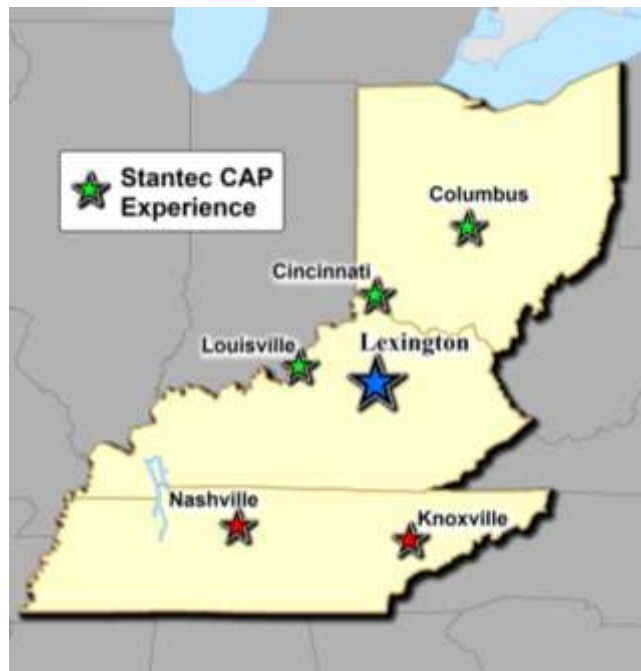 Stantec CAP
Experience
Columbus
Cincinnati
Louisville
Lexington
Nashville
Knoxville